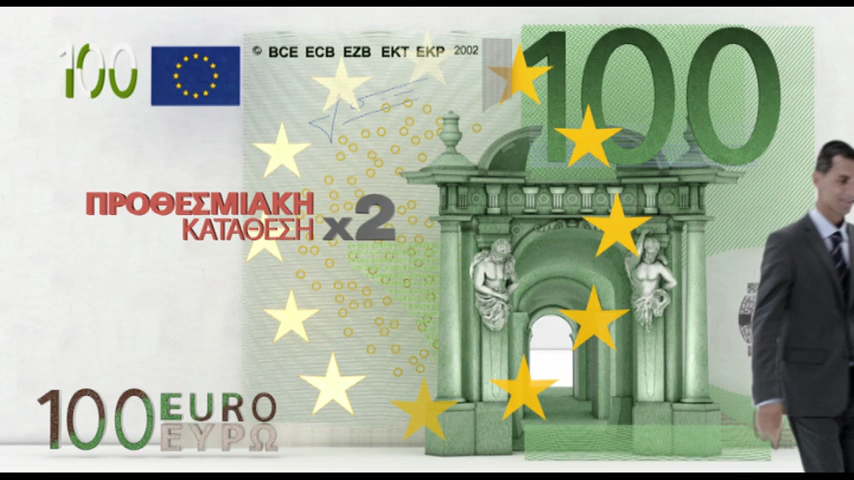 100
© BCE ECB EZB EKT EKP 2002
100
ΠΡΟΘΕΣΜΙΑΚΗ
ΚΑΤΑΘΕΣΗ x2
100 EURO
ΕΥΡΩ